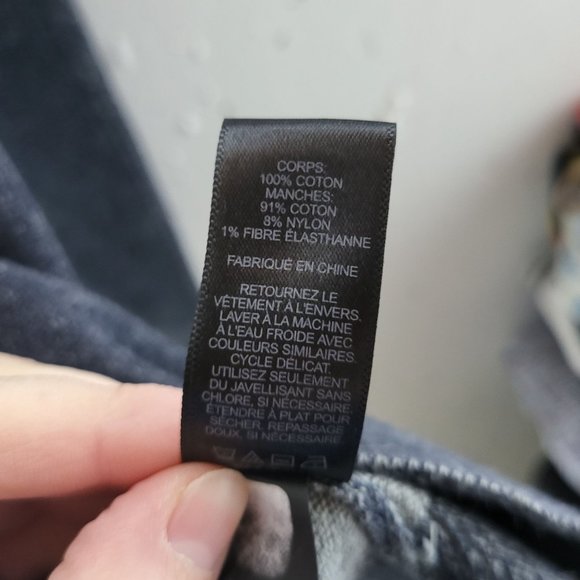 CORPS:
100% COTON
MANCHES:
91% COTON
8% NYLON
1% FIBRE ÉLASTHANNE
FABRIQUÉ EN CHINE
RETOURNEZ LE
VÊTEMENT À L'ENVERS.
LAVER À LA MACHINE
À L'EAU FROIDE AVEC
COULEURS SIMILAIRES.
CYCLE DÉLICAT.
UTILISEZ SEULEMENT
DU JAVELLISANT SANS
CHLORE, SI NÉCESSAIRE.
ÉTENDRE À PLAT POUR
SÉCHER. REPASSAGE
DOUX, SI NÉCESSAIRE.